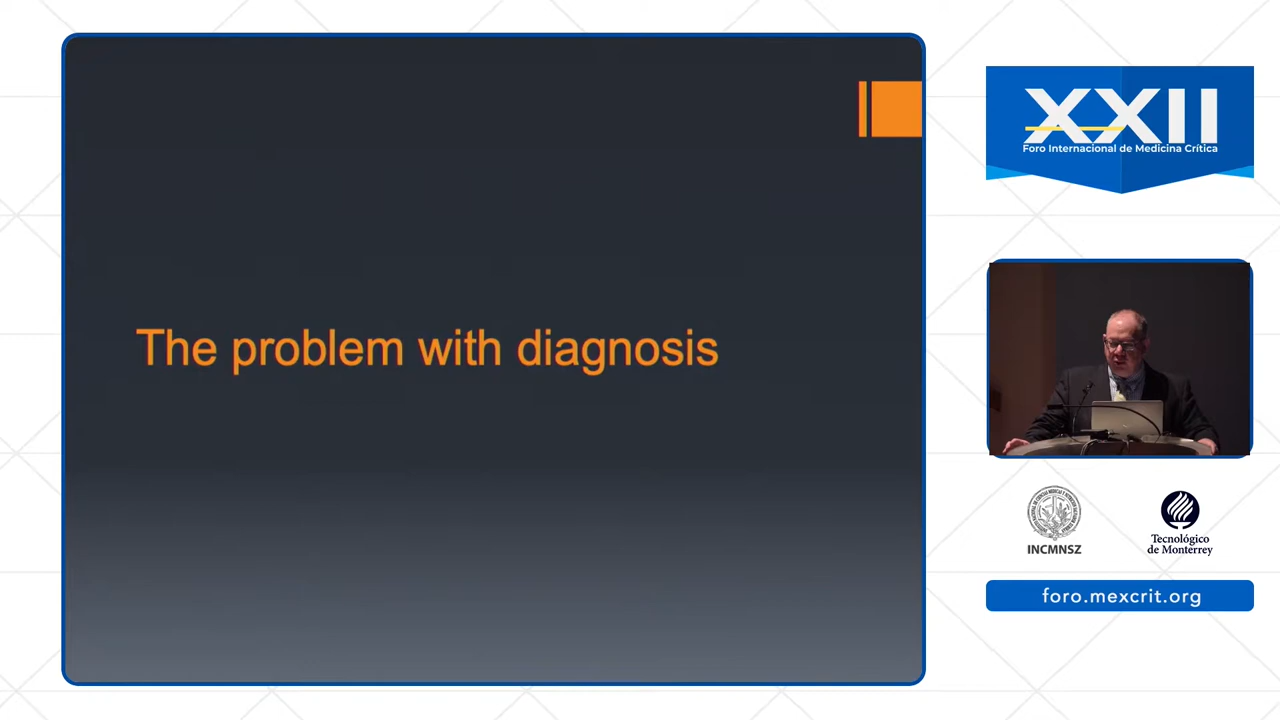 The problem with diagnosis
XXII
Foro Internacional de Medicina Crítica
INCMNSZ
Tecnológico
de Monterrey
foro.mexcrit.org